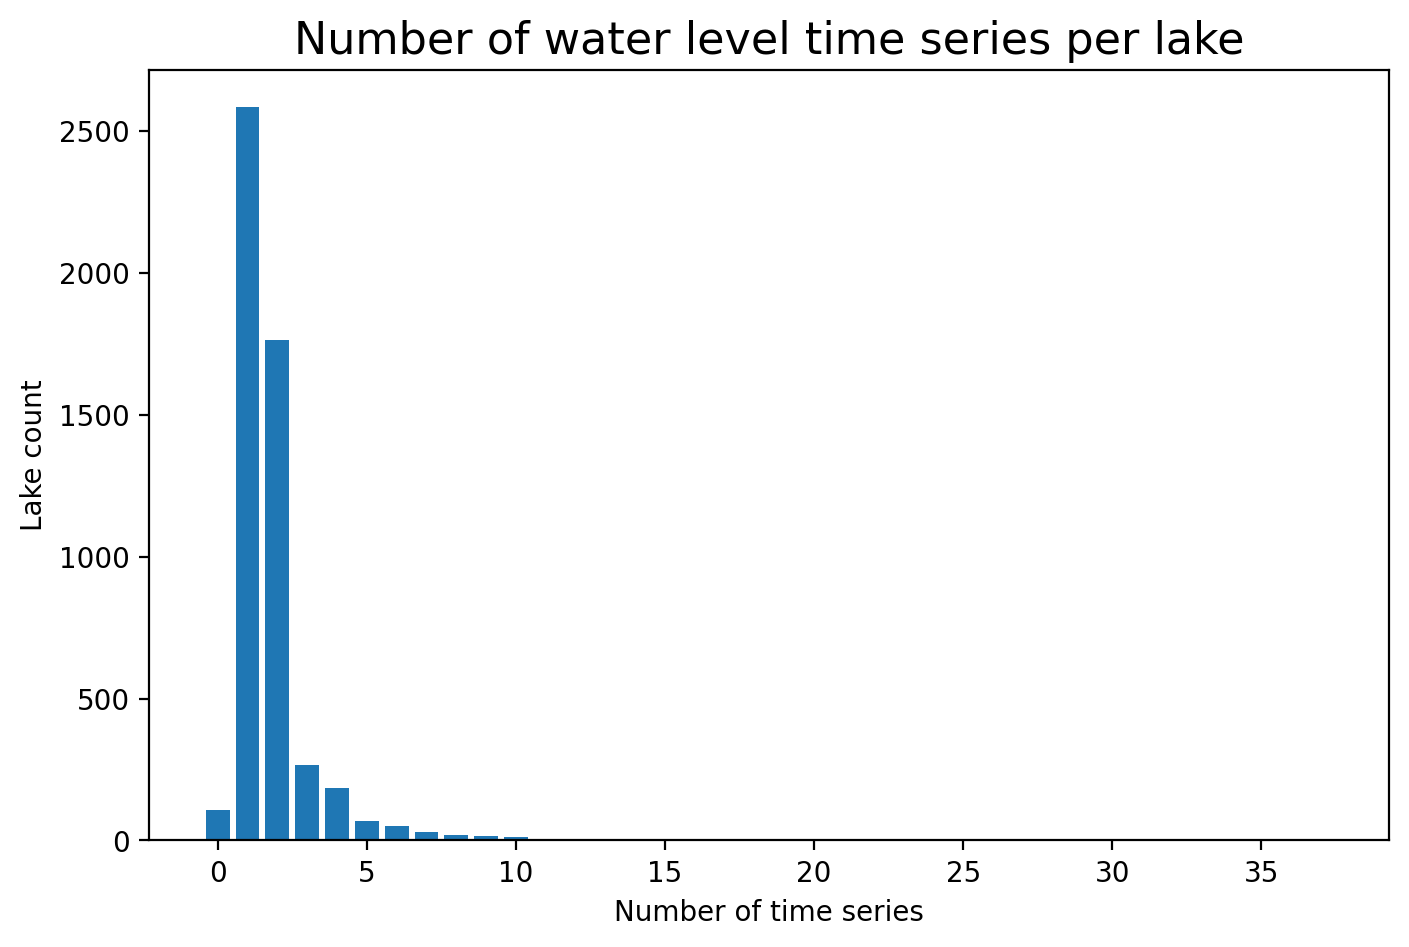 Number of water level time series per lake
2500
2000
1500
1000
500
0
Lake count
0 5 10 15 20 25 30 35
Number of time series